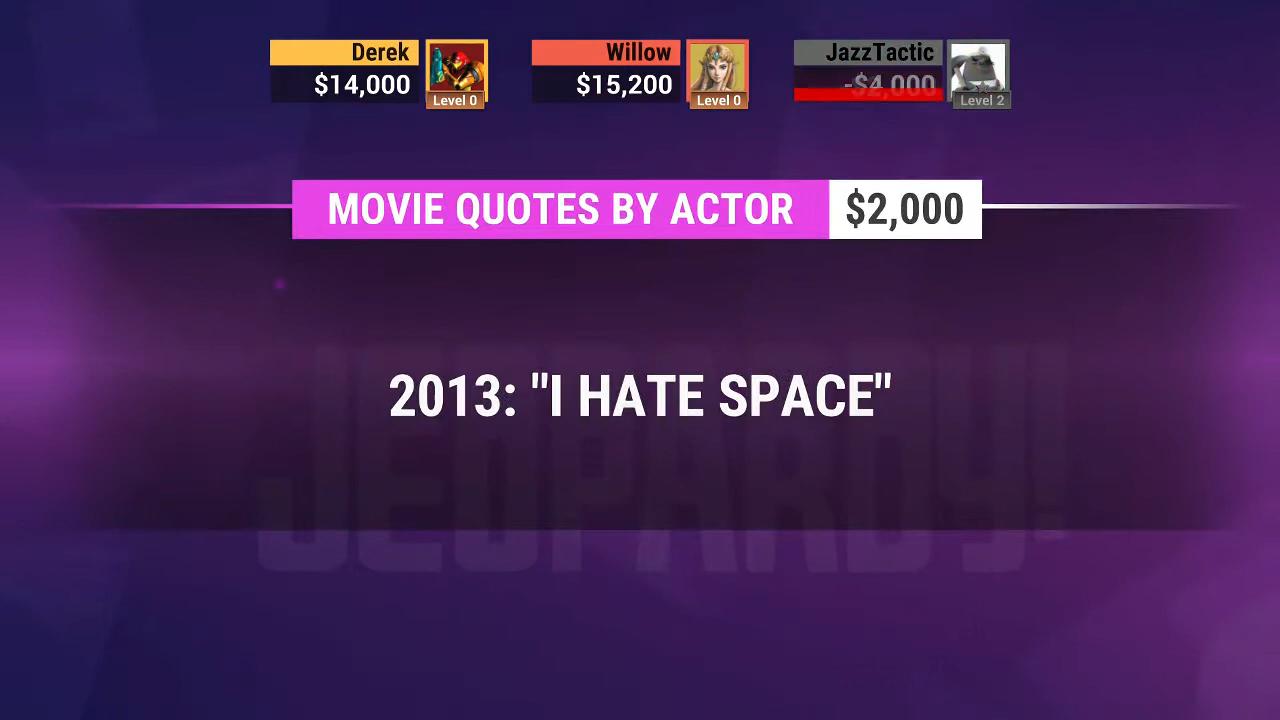 Derek
$14,000
Level 0
Willow
$15,200
Level 0
JazzTactic
-$4,000
Level 2
MOVIE QUOTES BY ACTOR
$2,000
2013: "I HATE SPACE"
JEOPARDY!